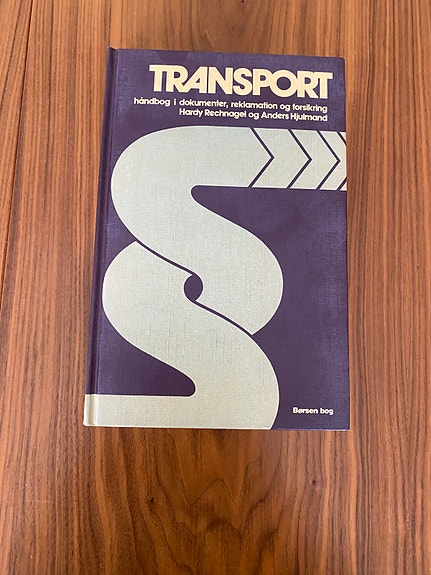 TRANSPORT
håndbog i dokumenter, reklamation og forsikring
Hardy Rechnagel og Anders Hjulmand
Børsen bog